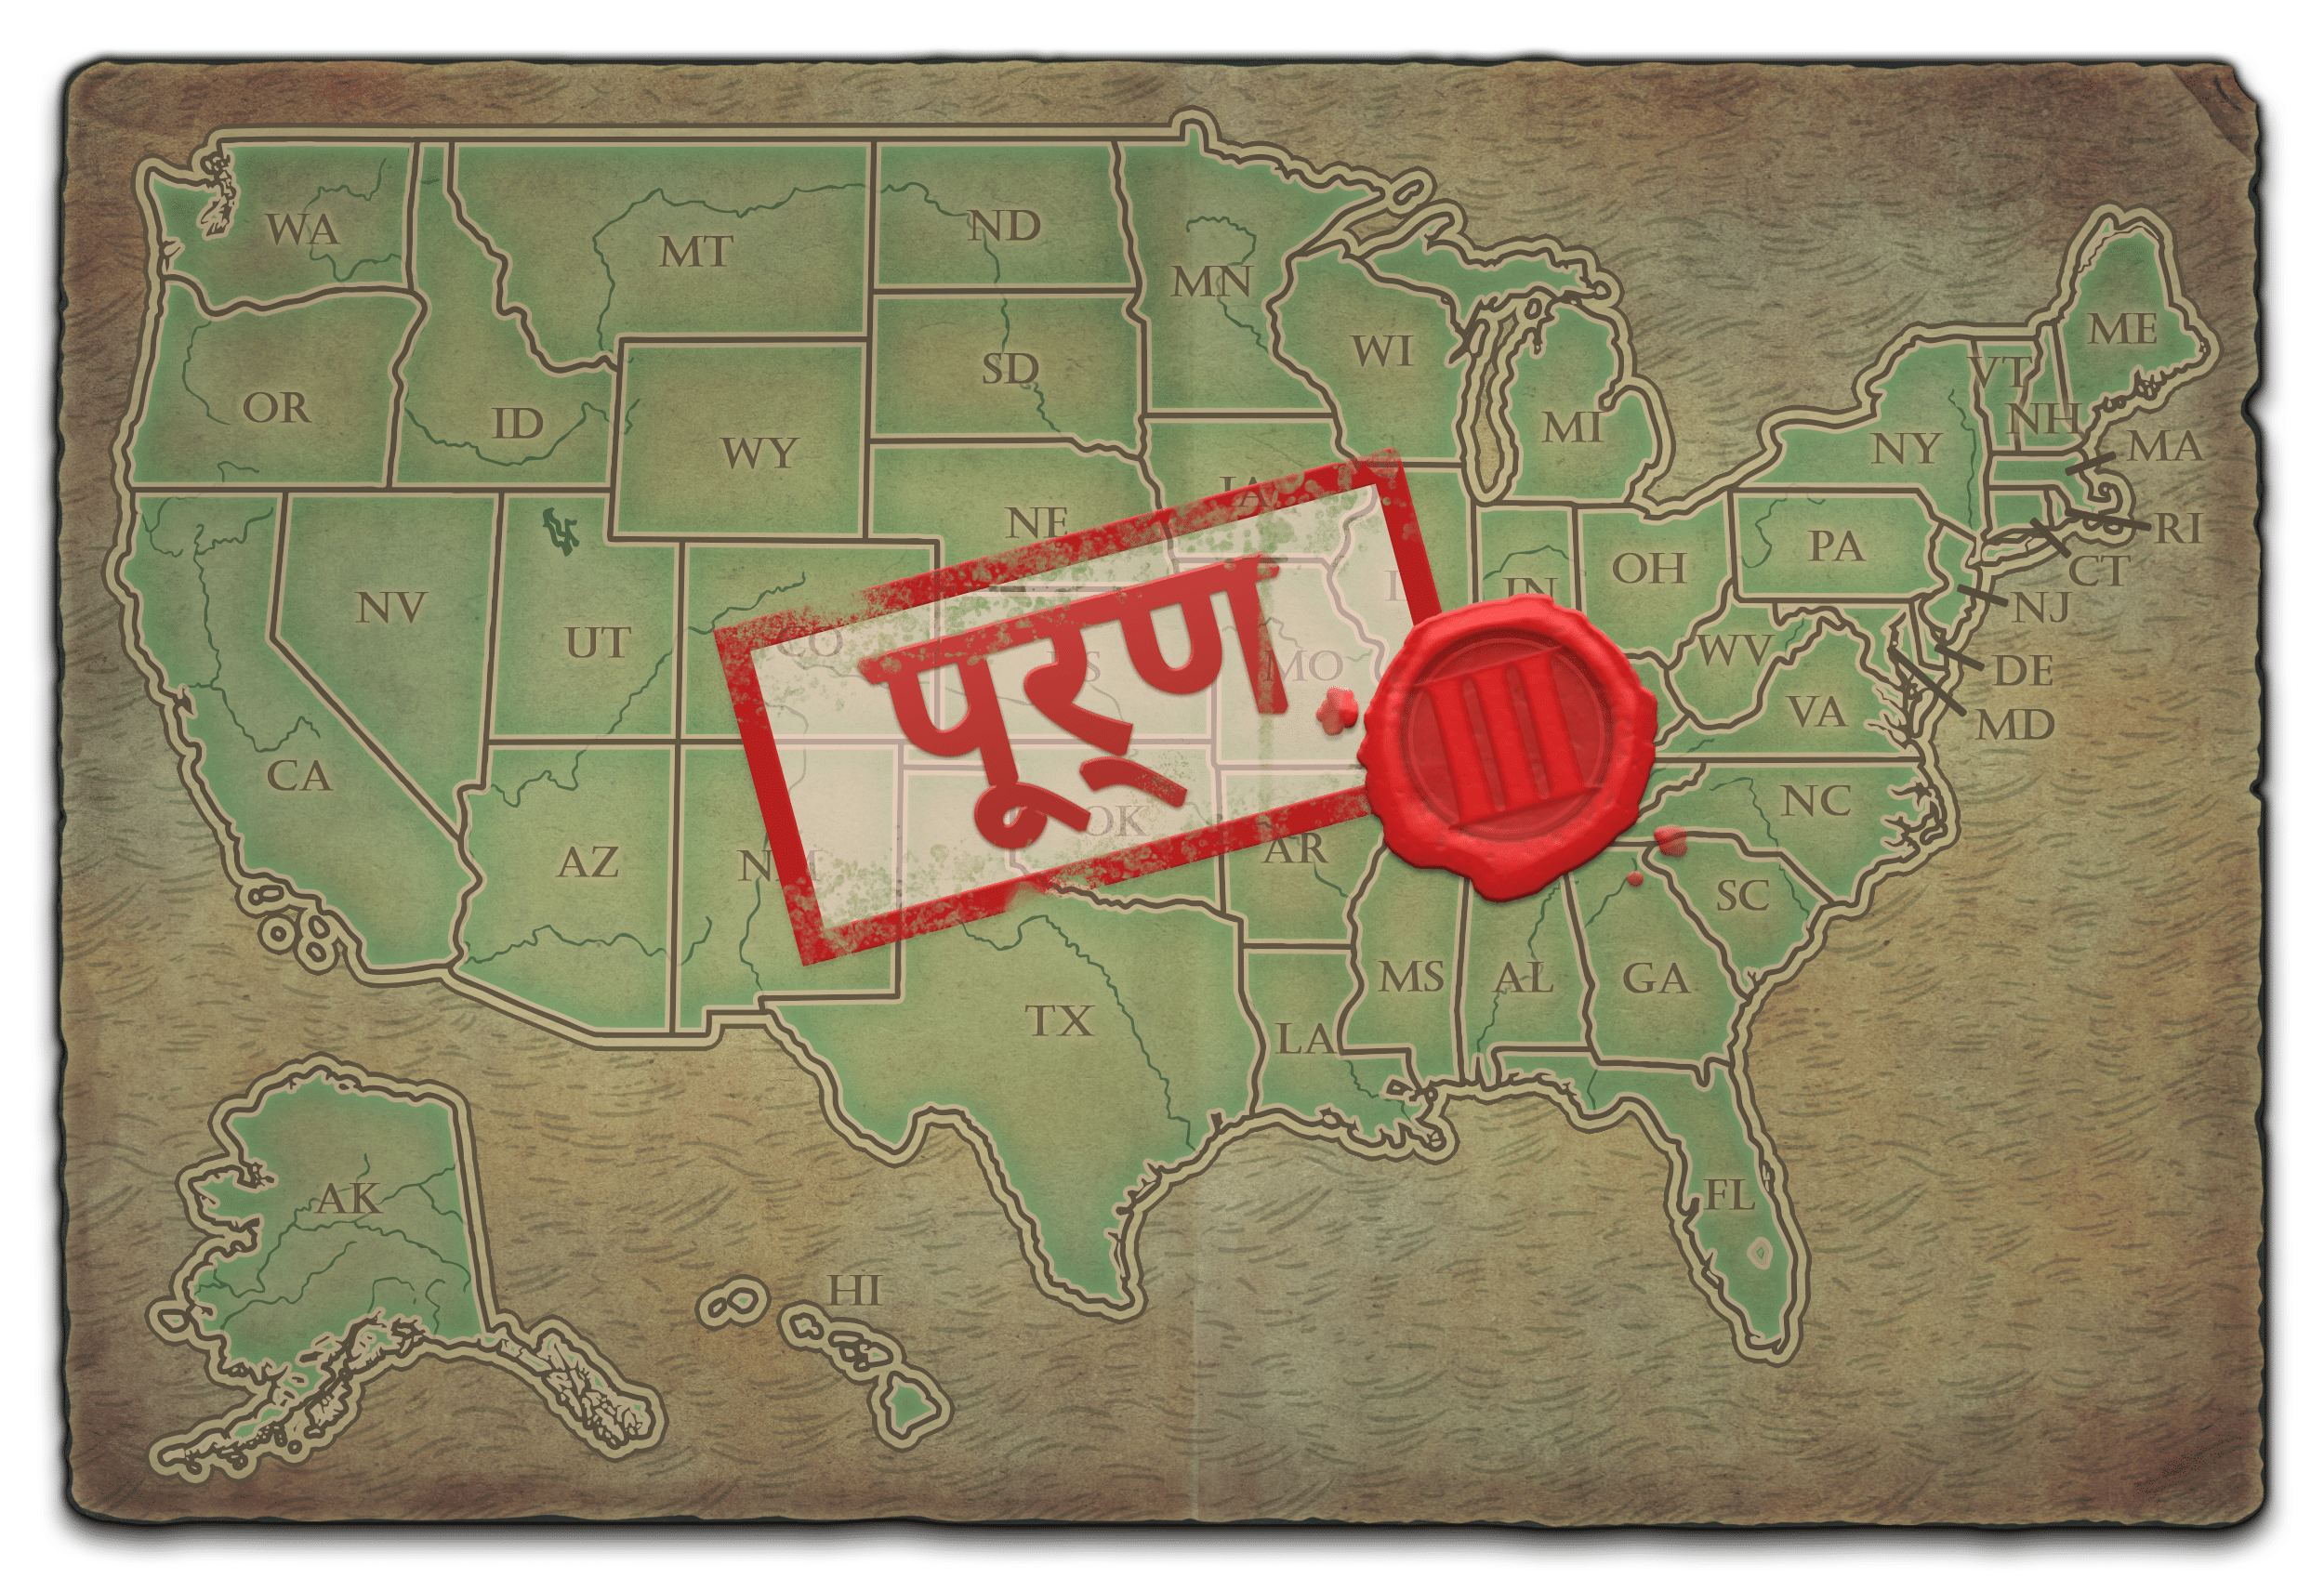 WA
MT
ND
MN
ME
WI
SD
VT
OR
ID
MI
NH
WY
NY
MA
IA
NE
RI
PA
OH
CT
IN
NV
NJ
UT
CO
WV
KS
MO
DE
पूरण
VA
MD
III
CA
NC
OK
AR
AZ
NM
SC
MS
AL
GA
TX
LA
AK
FL
HI